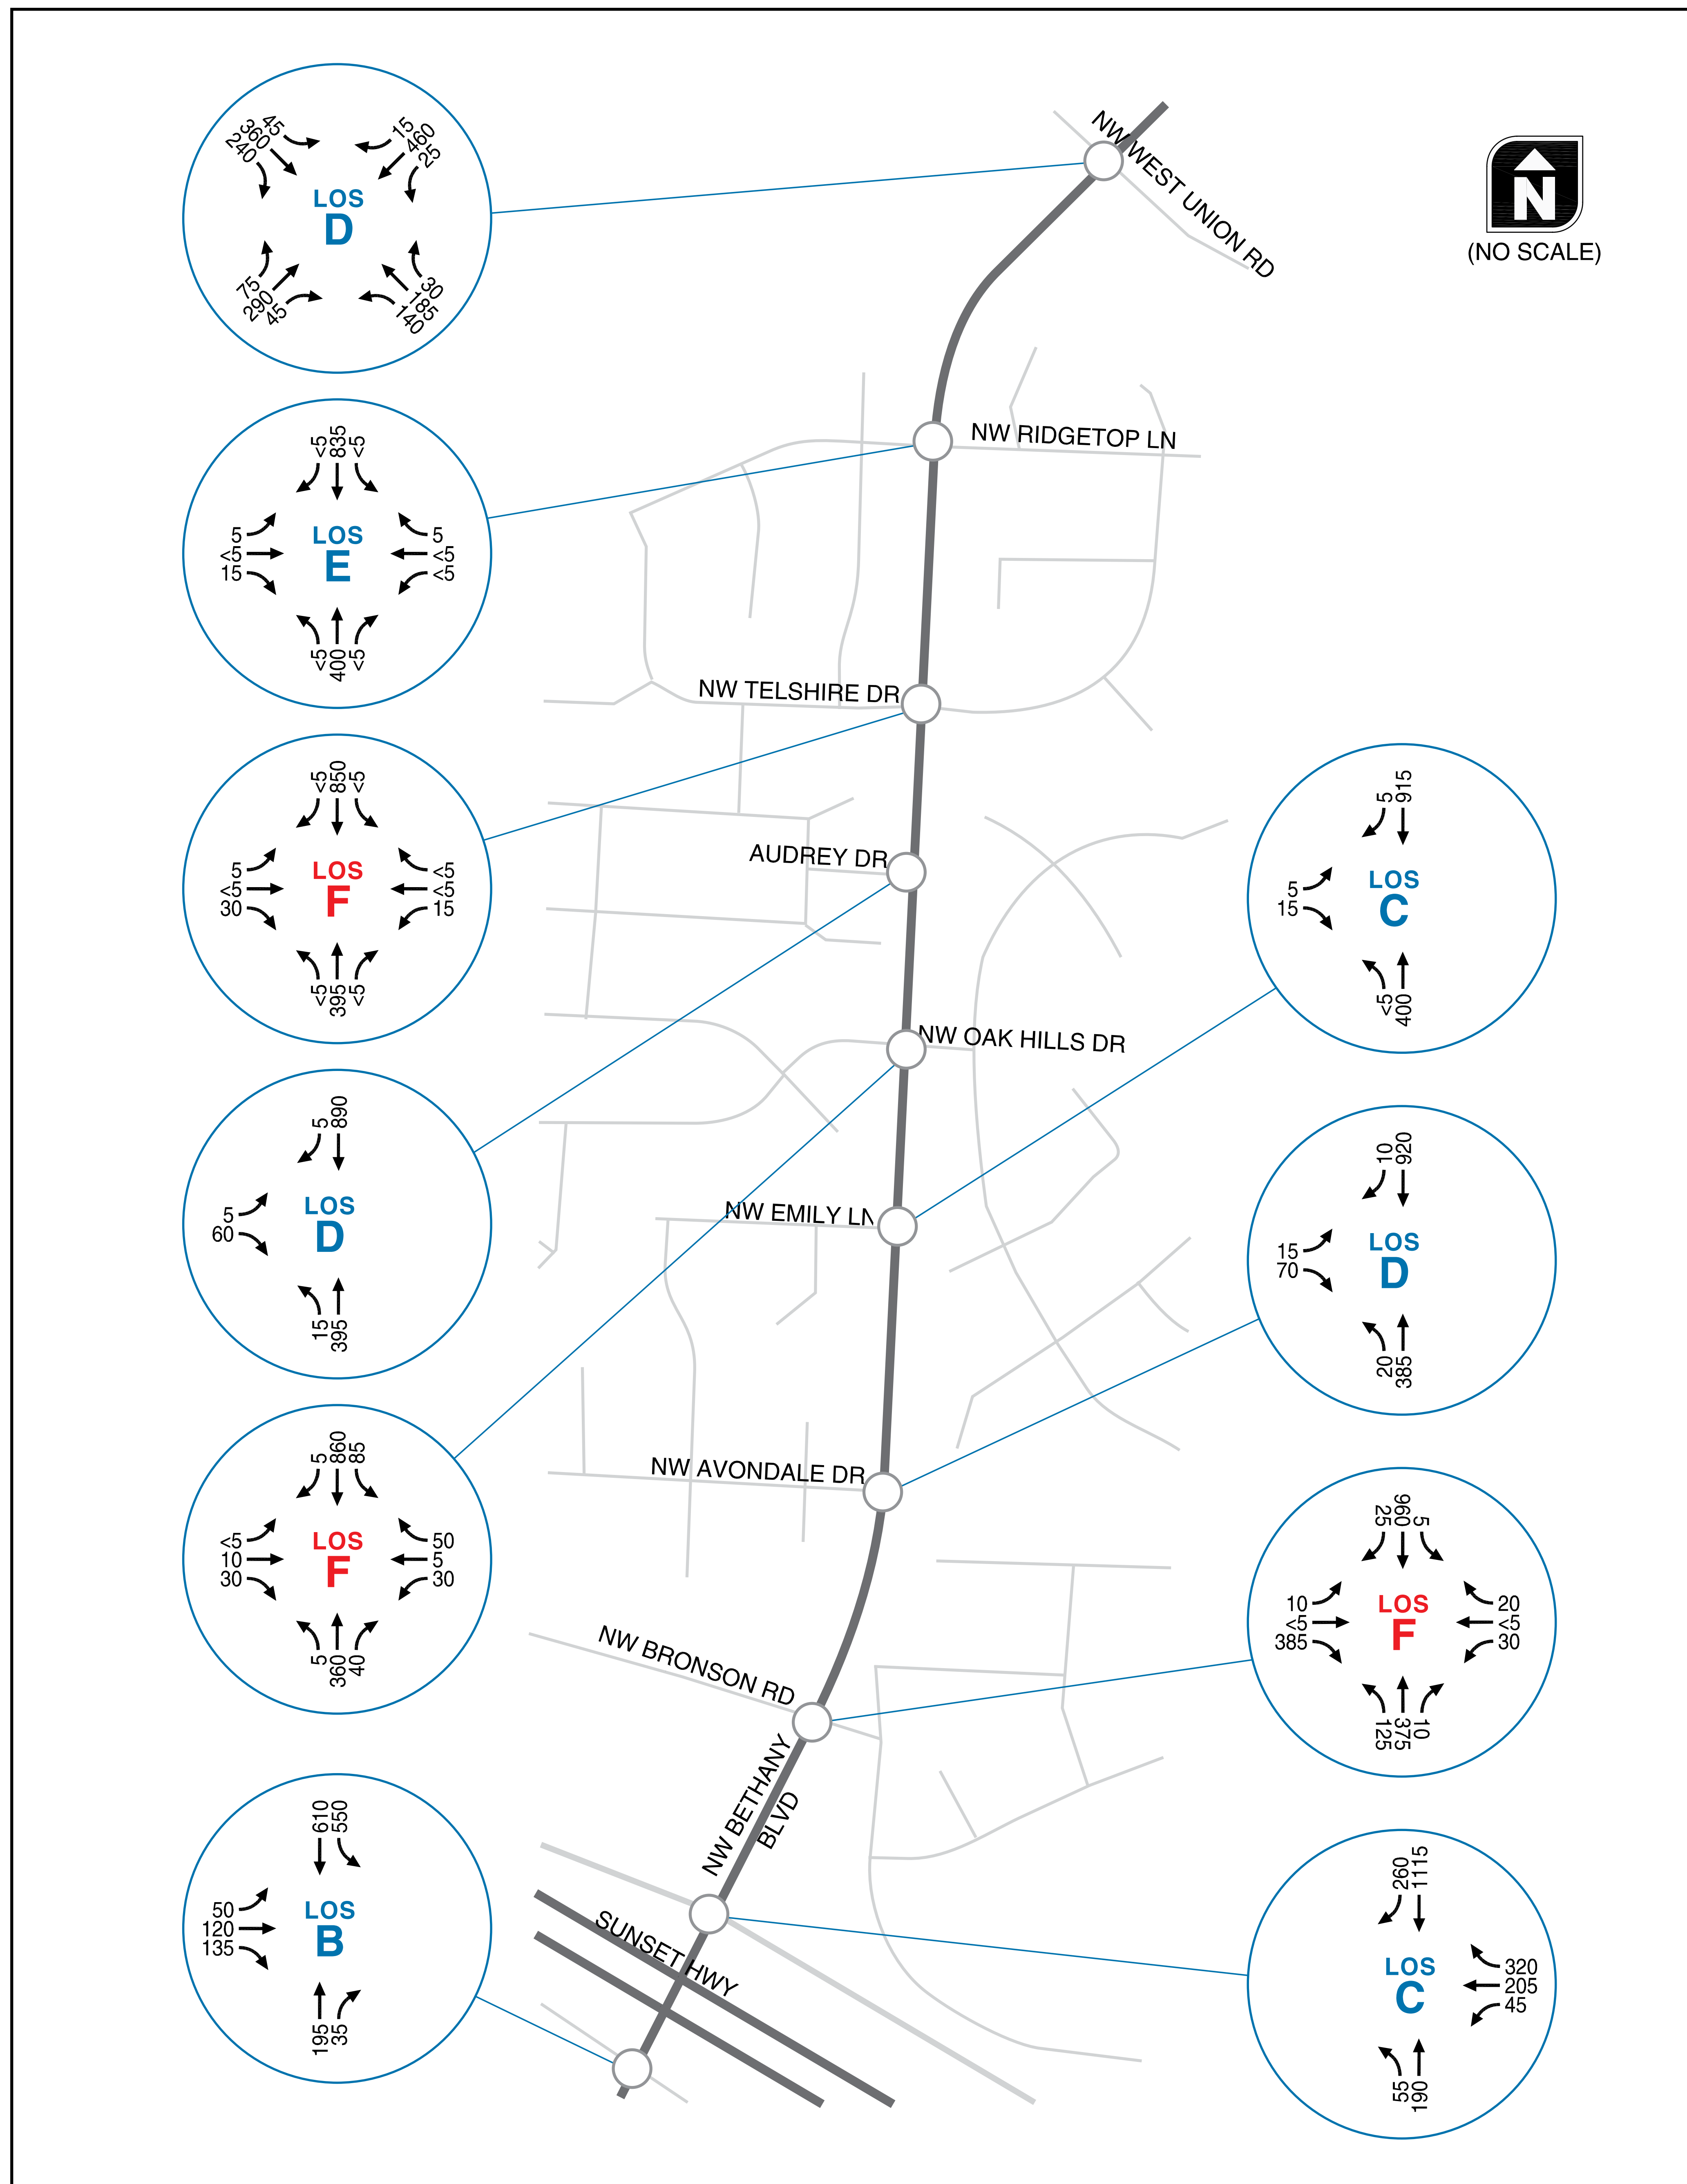 45
360
240
15
460
25
LOS
D
75
290
45
30
185
140
NW WEST UNION RD
N
(NO SCALE)
<5
835
<5
5
<5
15
LOS
E
5
<5
<5
<5
400
<5
NW RIDGETOP LN
NW TELSHIRE DR
<5
850
<5
5
<5
30
LOS
F
<5
<5
15
<5
395
<5
AUDREY DR
5
915
5
15
LOS
C
<5
400
NW OAK HILLS DR
5
890
5
60
LOS
D
15
395
NW EMILY LN
10
920
15
70
LOS
D
20
385
5
860
85
<5
10
30
LOS
F
50
5
30
5
360
40
NW AVONDALE DR
25
960
5
10
<5
385
LOS
F
20
<5
30
125
375
10
NW BRONSON RD
NW BETHANY
BLVD
610
550
50
120
135
LOS
B
195
35
SUNSET HWY
260
1115
LOS
C
320
205
45
55
190